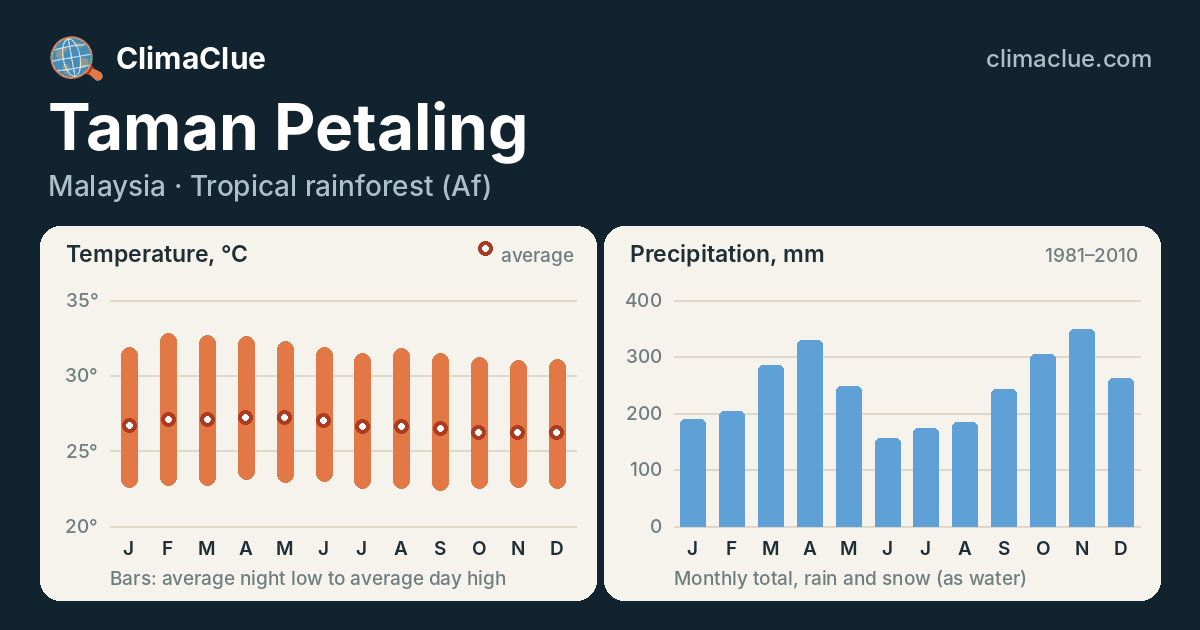 ClimaClue
climaclue.com
Taman Petaling
Malaysia · Tropical rainforest (Af)
Temperature, °C
average
35°
30°
25°
20°
J F M A M J J A S O N D
Bars: average night low to average day high
Precipitation, mm
1981–2010
400
300
200
100
0
J F M A M J J A S O N D
Monthly total, rain and snow (as water)